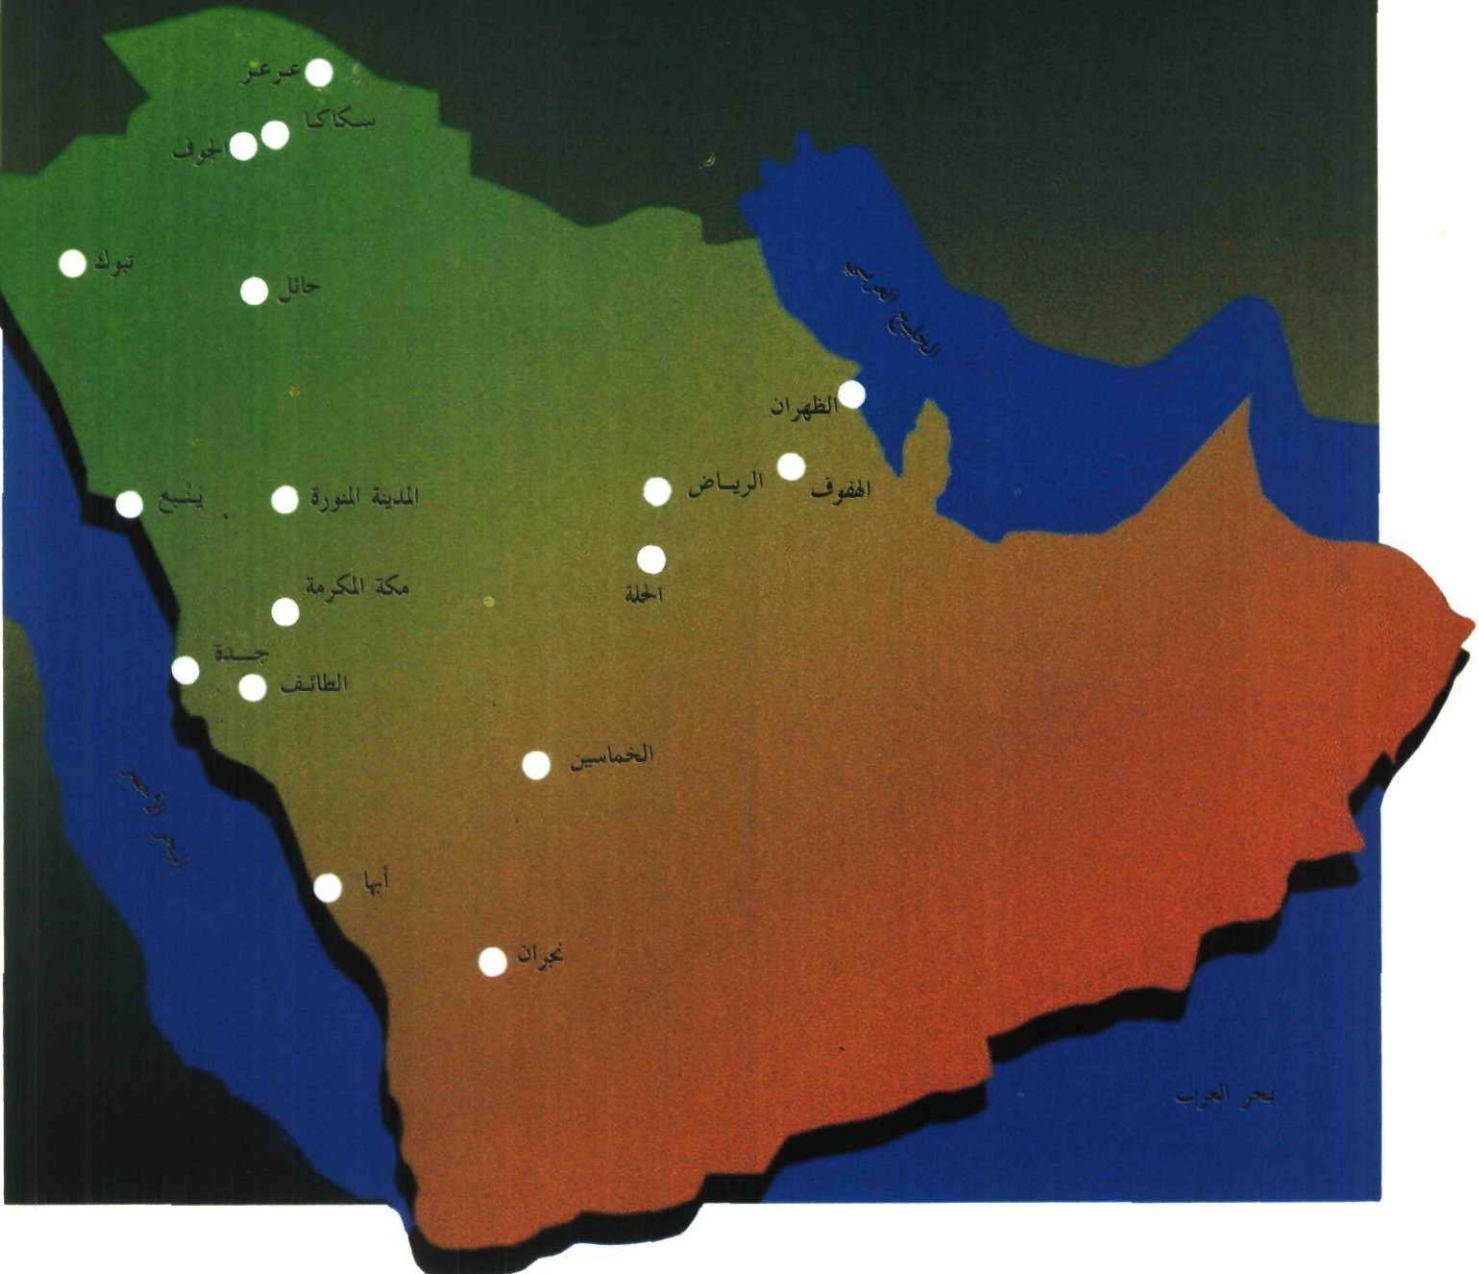 عرعر
سكاكا
الجوف
تبوك
حائل
الخليج العربي
الظهران
الهفوف
الرياض
المدينة المنورة
ينبع
الحلة
مكة المكرمة
جدة
الطائف
الخماسين
البحر الأحمر
أبها
نجران
بحر العرب